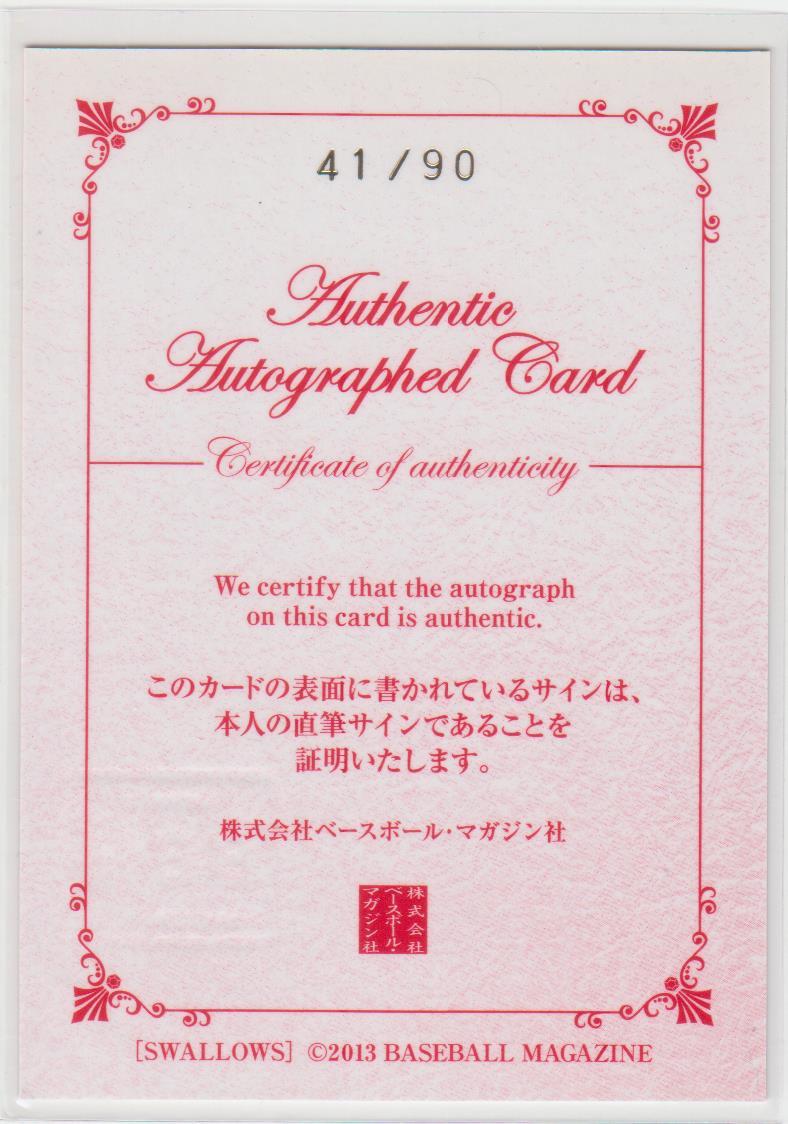 41/90
Authentic
Autographed Card
Certificate of authenticity
We certify that the autograph
on this card is authentic.
このカードの表面に書かれているサインは、
本人の直筆サインであることを
証明いたします。
株式会社ベースボール・マガジン社
株式会社
ベースボール・
マガジン社
[SWALLOWS] ©2013 BASEBALL MAGAZINE